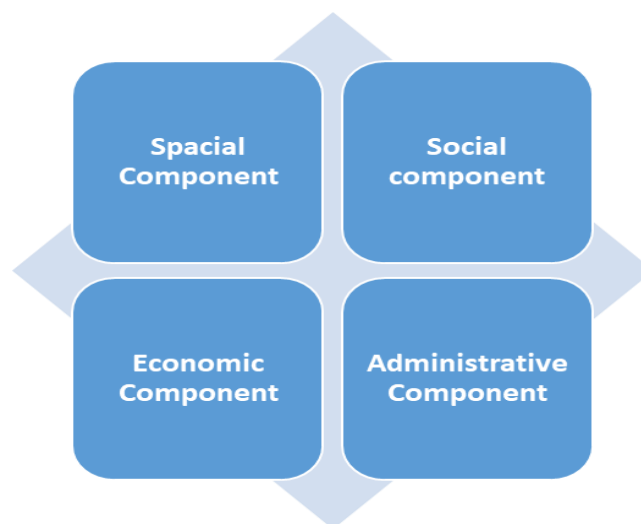 Spacial
Component
Social
component
Economic
Component
Administrative
Component